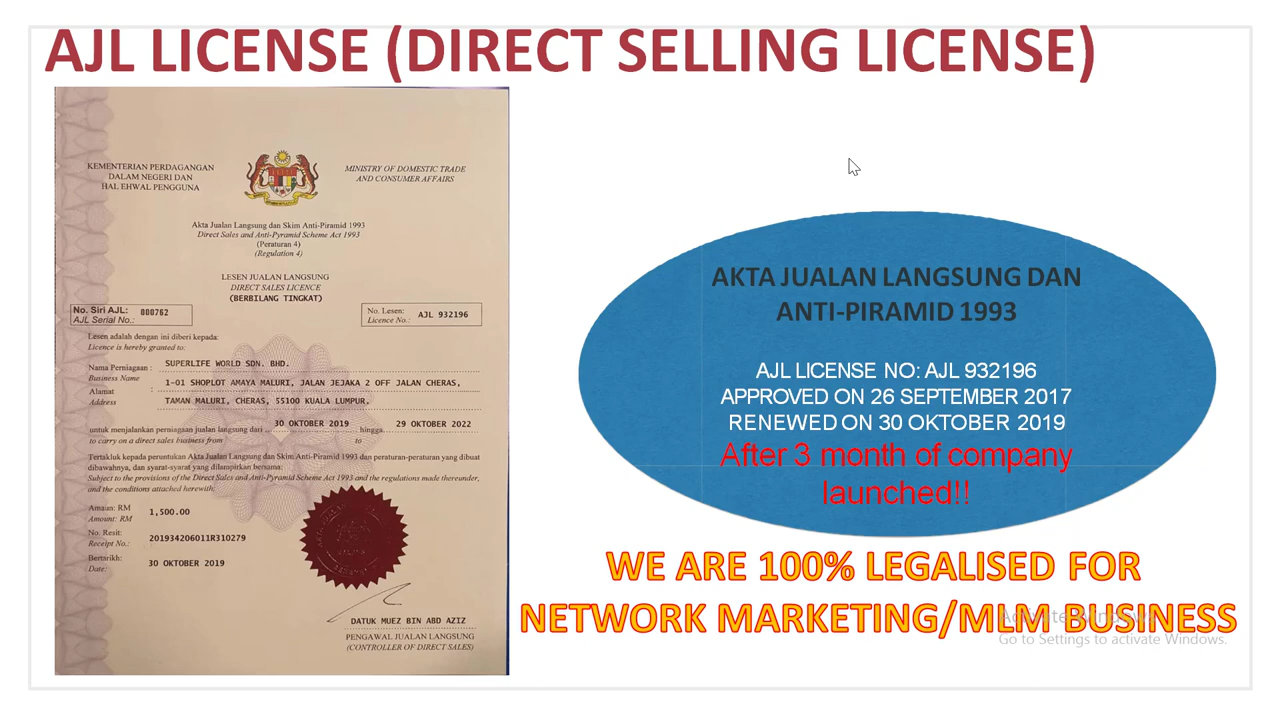 AJL LICENSE (DIRECT SELLING LICENSE)
KEMENTERIAN PERDAGANGAN
DALAM NEGERI DAN
HAL EHWAL PENGGUNA
MINISTRY OF DOMESTIC TRADE
AND CONSUMER AFFAIRS
Akta Jualan Langsung dan Skim Anti-Piramid 1993
Direct Sales and Anti-Pyramid Scheme Act 1993
(Peraturan 4)
(Regulation 4)
LESEN JUALAN LANGSUNG
DIRECT SALES LICENCE
(BERBILANG TINGKAT)
No. Siri AJL: 000762
AJL Serial No.:
No. Lesen:
Licence No.: AJL 932196
Lesen adalah dengan ini diberi kepada:
Licence is hereby granted to:
Nama Perniagaan : SUPERLIFE WORLD SDN. BHD.
Business Name
Alamat : 1-01 SHOPLOT AMAYA MALURI, JALAN JEJAKA 2 OFF JALAN CHERAS,
Address TAMAN MALURI, CHERAS, 55100 KUALA LUMPUR.
untuk menjalankan perniagaan jualan langsung dari 30 OKTOBER 2019 hingga 29 OKTOBER 2022
to carry on a direct sales business from to
Tertakluk kepada peruntukan Akta Jualan Langsung dan Skim Anti-Piramid 1993 dan peraturan-peraturan yang dibuat
dibawahnya, dan syarat-syarat yang dilampirkan bersama:
Subject to the provisions of the Direct Sales and Anti-Pyramid Scheme Act 1993 and the regulations made thereunder,
and the conditions attached herewith:
Amaun: RM 1,500.00
Amount: RM
No. Resit: 201934206011R310279
Receipt No.:
Bertarikh: 30 OKTOBER 2019
Date:
DATUK MUEZ BIN ABD AZIZ
PENGAWAL JUALAN LANGSUNG
(CONTROLLER OF DIRECT SALES)
AKTA JUALAN LANGSUNG DAN
ANTI-PIRAMID 1993
AJL LICENSE NO: AJL 932196
APPROVED ON 26 SEPTEMBER 2017
RENEWED ON 30 OKTOBER 2019
After 3 month of company
launched!!
WE ARE 100% LEGALISED FOR
NETWORK MARKETING/MLM BUSINESS
Activate Windows
Go to Settings to activate Windows.